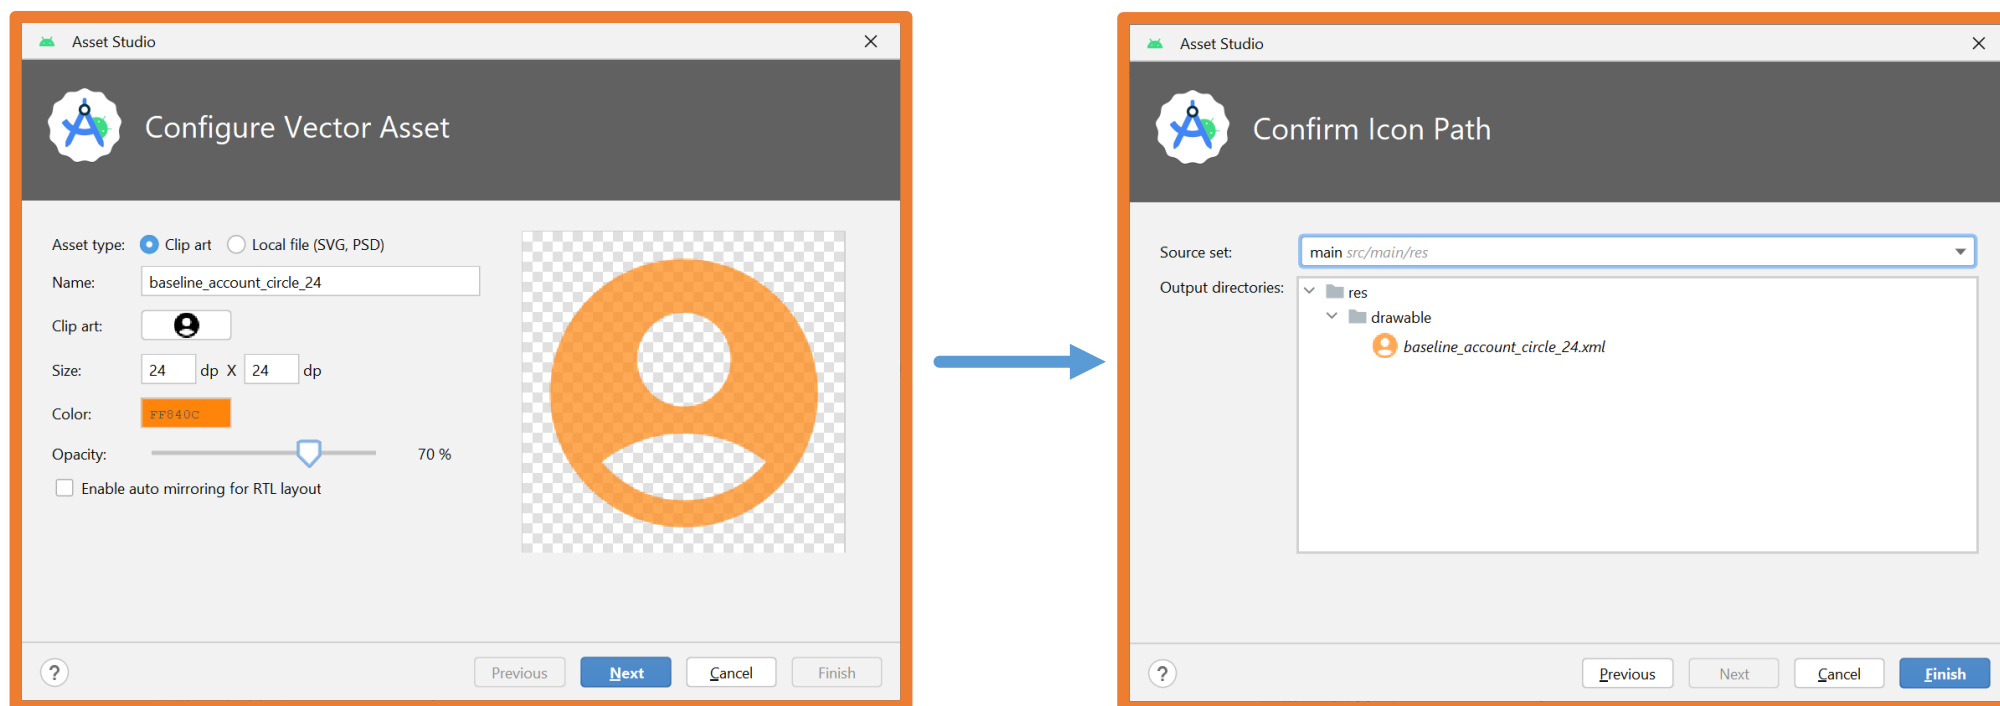 Asset Studio
Configure Vector Asset
Asset type: Clip art Local file (SVG, PSD)
Name: baseline_account_circle_24
Clip art:
Size: 24 dp X 24 dp
Color: FF840C
Opacity: 70 %
Enable auto mirroring for RTL layout
? Previous Next Cancel Finish
Asset Studio
Confirm Icon Path
Source set: main src/main/res
Output directories: res
drawable
baseline_account_circle_24.xml
? Previous Next Cancel Finish